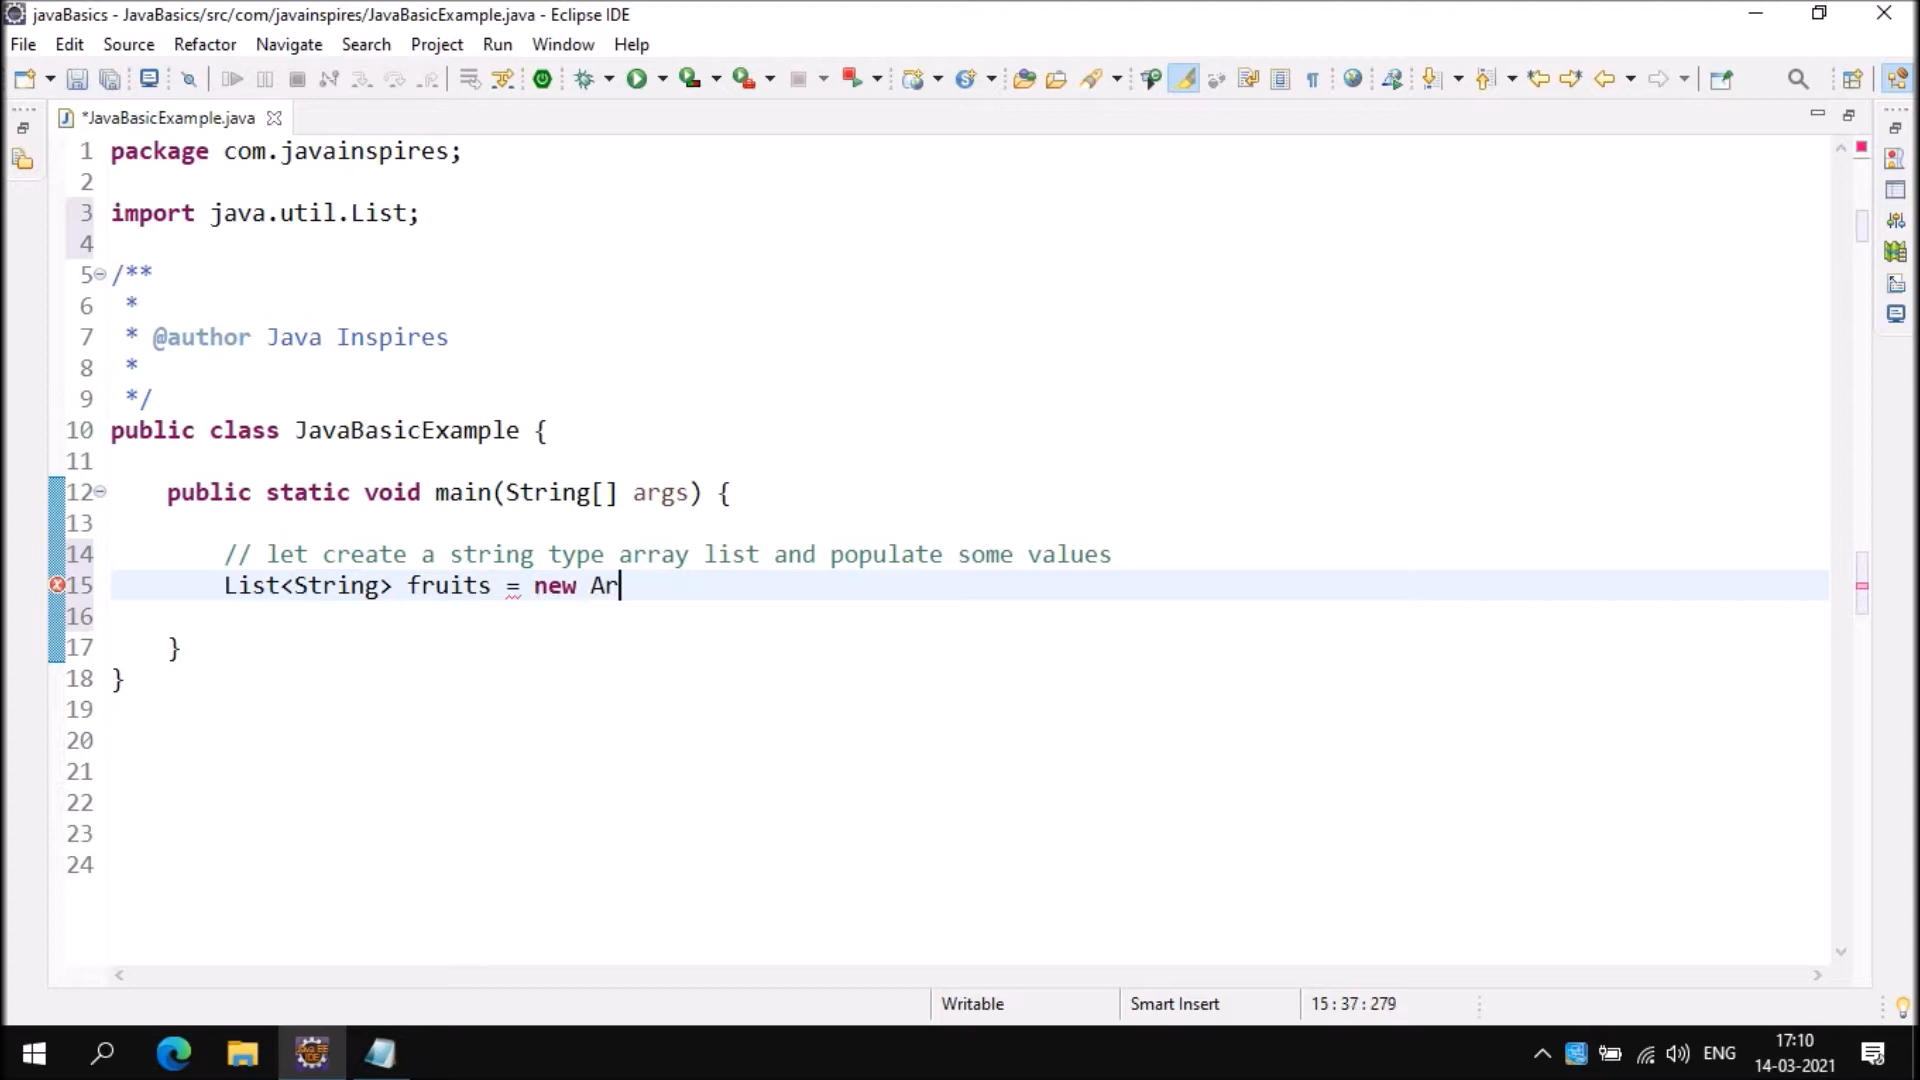 javaBasics - JavaBasics/src/com/javainspires/JavaBasicExample.java - Eclipse IDE
File Edit Source Refactor Navigate Search Project Run Window Help
*JavaBasicExample.java
1 package com.javainspires;
2
3 import java.util.List;
4
5 /**
6 *
7 * @author Java Inspires
8 *
9 */
10 public class JavaBasicExample {
11
12 public static void main(String[] args) {
13
14 // let create a string type array list and populate some values
15 List<String> fruits = new Ar
16
17 }
18 }
19
20
21
22
23
24
Writable Smart Insert 15 : 37 : 279
ENG 17:10
14-03-2021